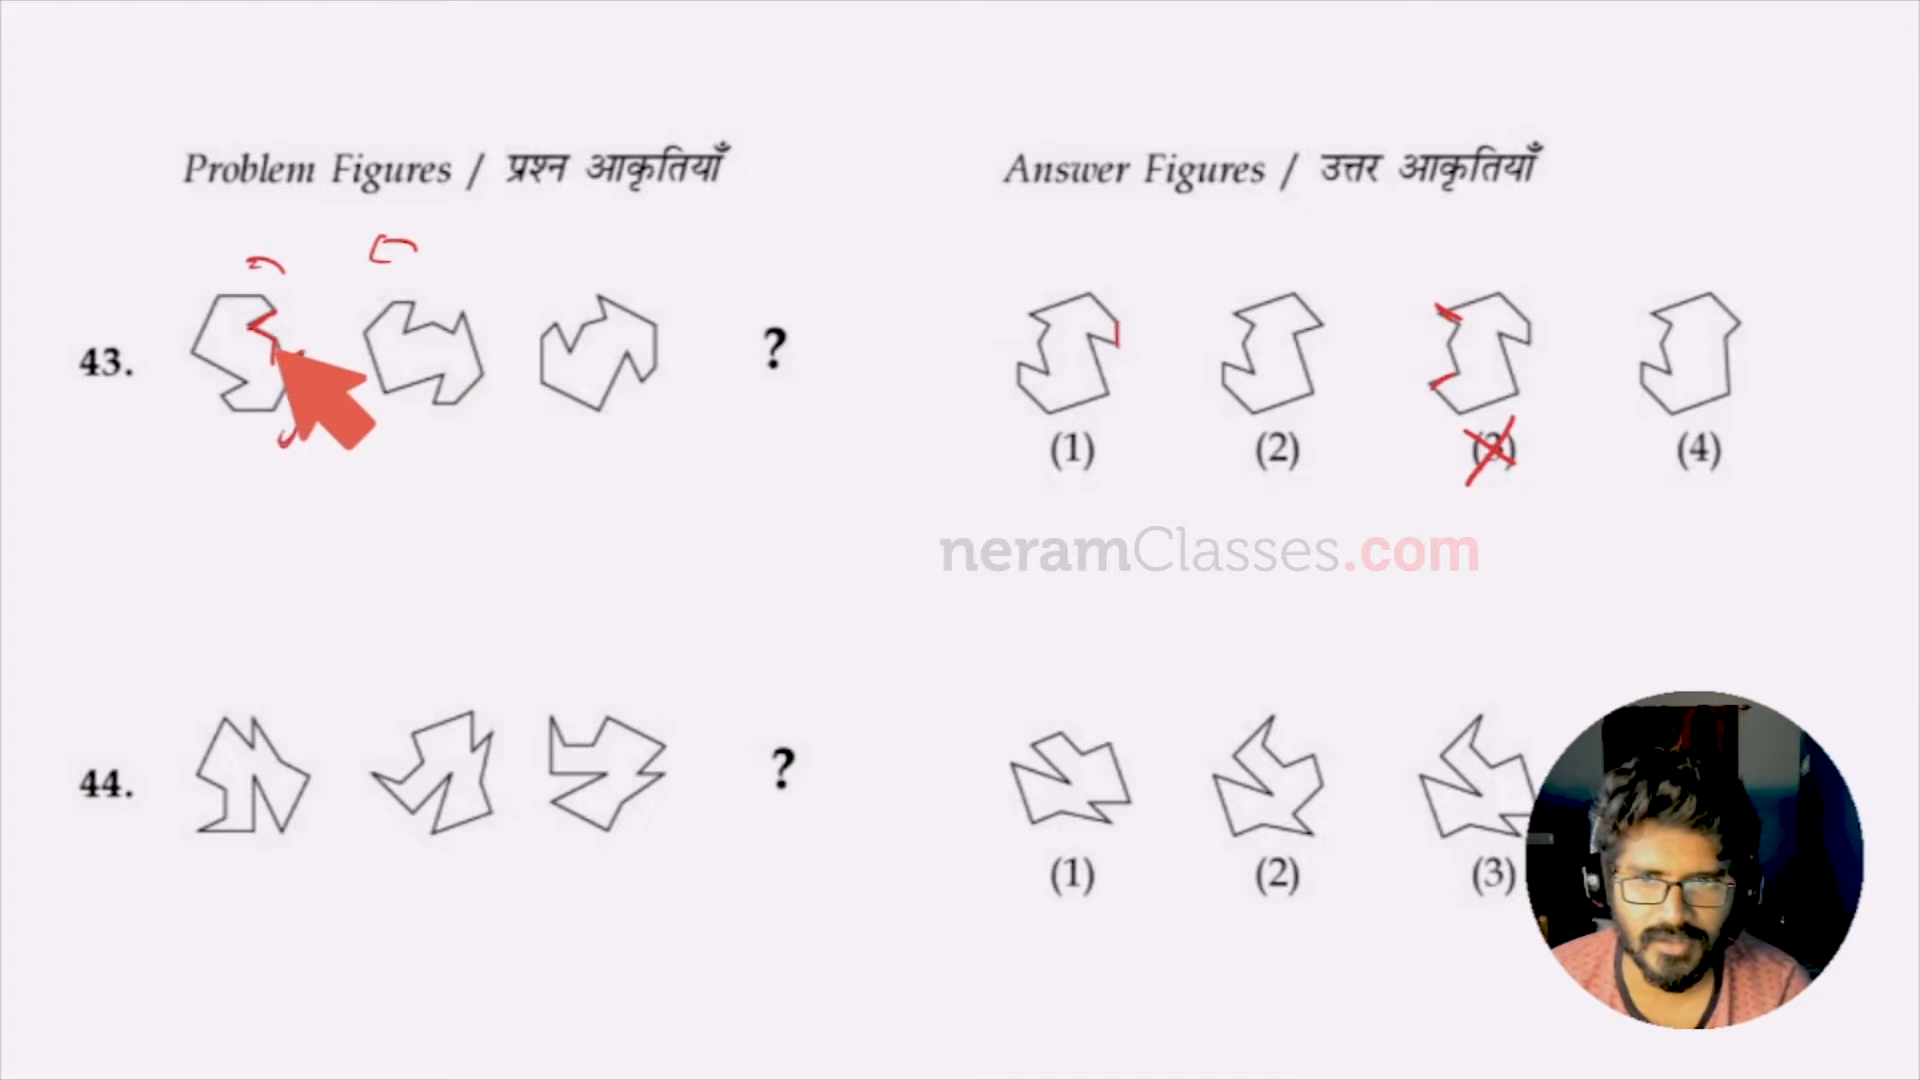 Problem Figures / प्रश्न आकृतियाँ
Answer Figures / उत्तर आकृतियाँ
43.
?
(1) (2) (3) (4)
neramClasses.com
44.
?
(1) (2) (3)